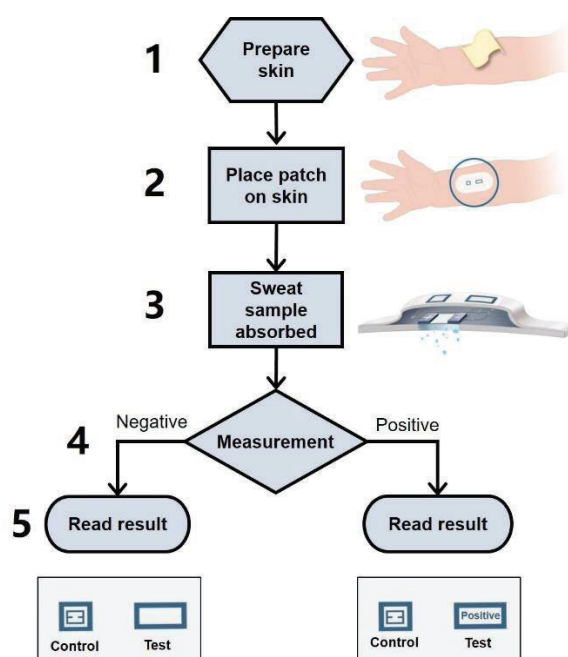 1
Prepare
skin
2
Place patch
on skin
3
Sweat
sample
absorbed
4
Negative
Measurement
Positive
5
Read result
Read result
Control
Test
Positive
Control
Test